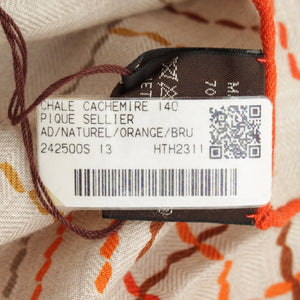 CHALE CACHEMIRE 140
PIQUE SELLIER
AD/NATUREL/ORANGE/BRU
242500S 13 HTH2311